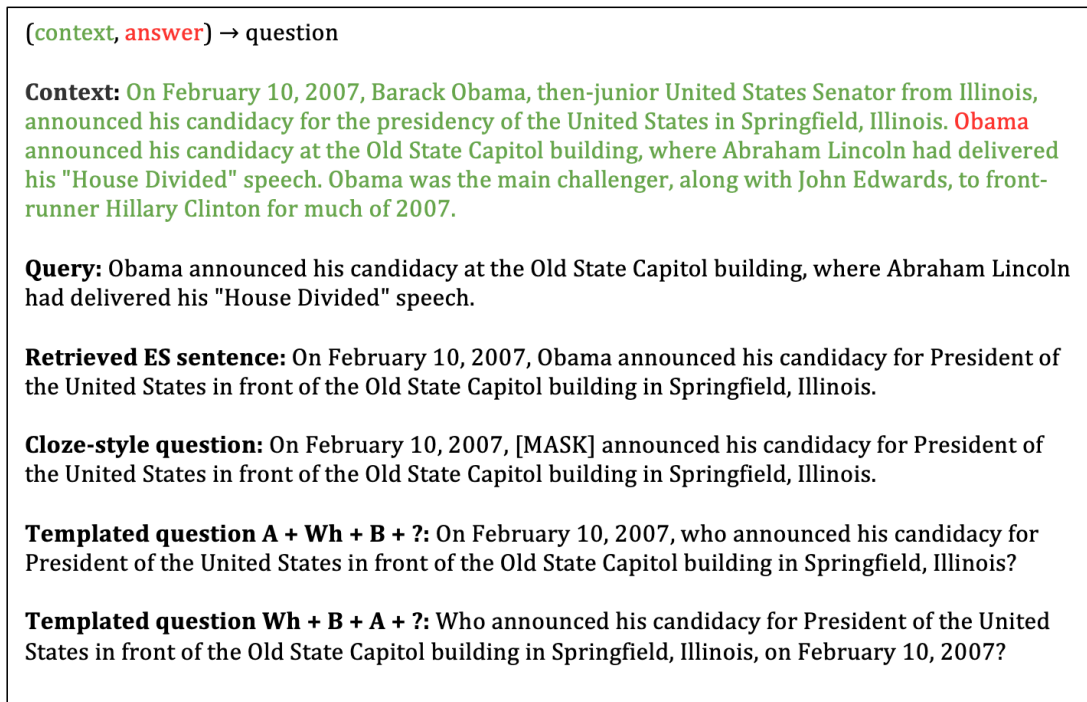 (context, answer) → question
Context: On February 10, 2007, Barack Obama, then-junior United States Senator from Illinois,
announced his candidacy for the presidency of the United States in Springfield, Illinois. Obama
announced his candidacy at the Old State Capitol building, where Abraham Lincoln had delivered
his "House Divided" speech. Obama was the main challenger, along with John Edwards, to front-
runner Hillary Clinton for much of 2007.
Query: Obama announced his candidacy at the Old State Capitol building, where Abraham Lincoln
had delivered his "House Divided" speech.
Retrieved ES sentence: On February 10, 2007, Obama announced his candidacy for President of
the United States in front of the Old State Capitol building in Springfield, Illinois.
Cloze-style question: On February 10, 2007, [MASK] announced his candidacy for President of
the United States in front of the Old State Capitol building in Springfield, Illinois.
Templated question A + Wh + B + ?: On February 10, 2007, who announced his candidacy for
President of the United States in front of the Old State Capitol building in Springfield, Illinois?
Templated question Wh + B + A + ?: Who announced his candidacy for President of the United
States in front of the Old State Capitol building in Springfield, Illinois, on February 10, 2007?